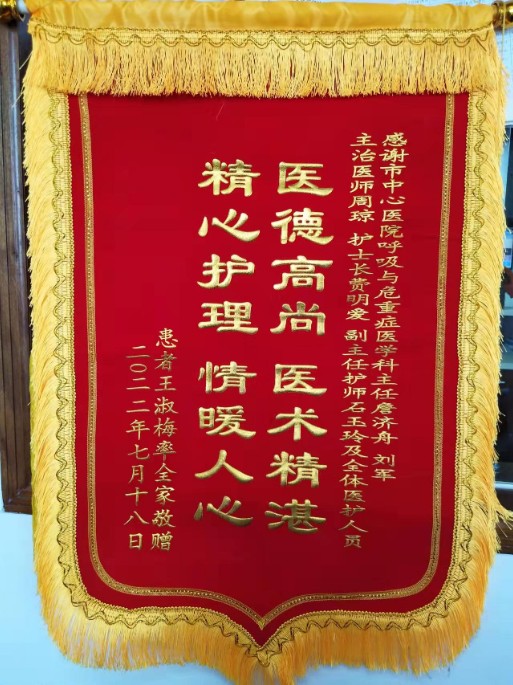 感谢市中心医院呼吸与危重症医学科主任詹济舟 刘军
主治医师周琼 护士长黄明爱 副主任护师石玉玲及全体医护人员
医德高尚 医术精湛
精心护理 情暖人心
患者王淑梅率全家敬赠
二〇二二年七月十八日